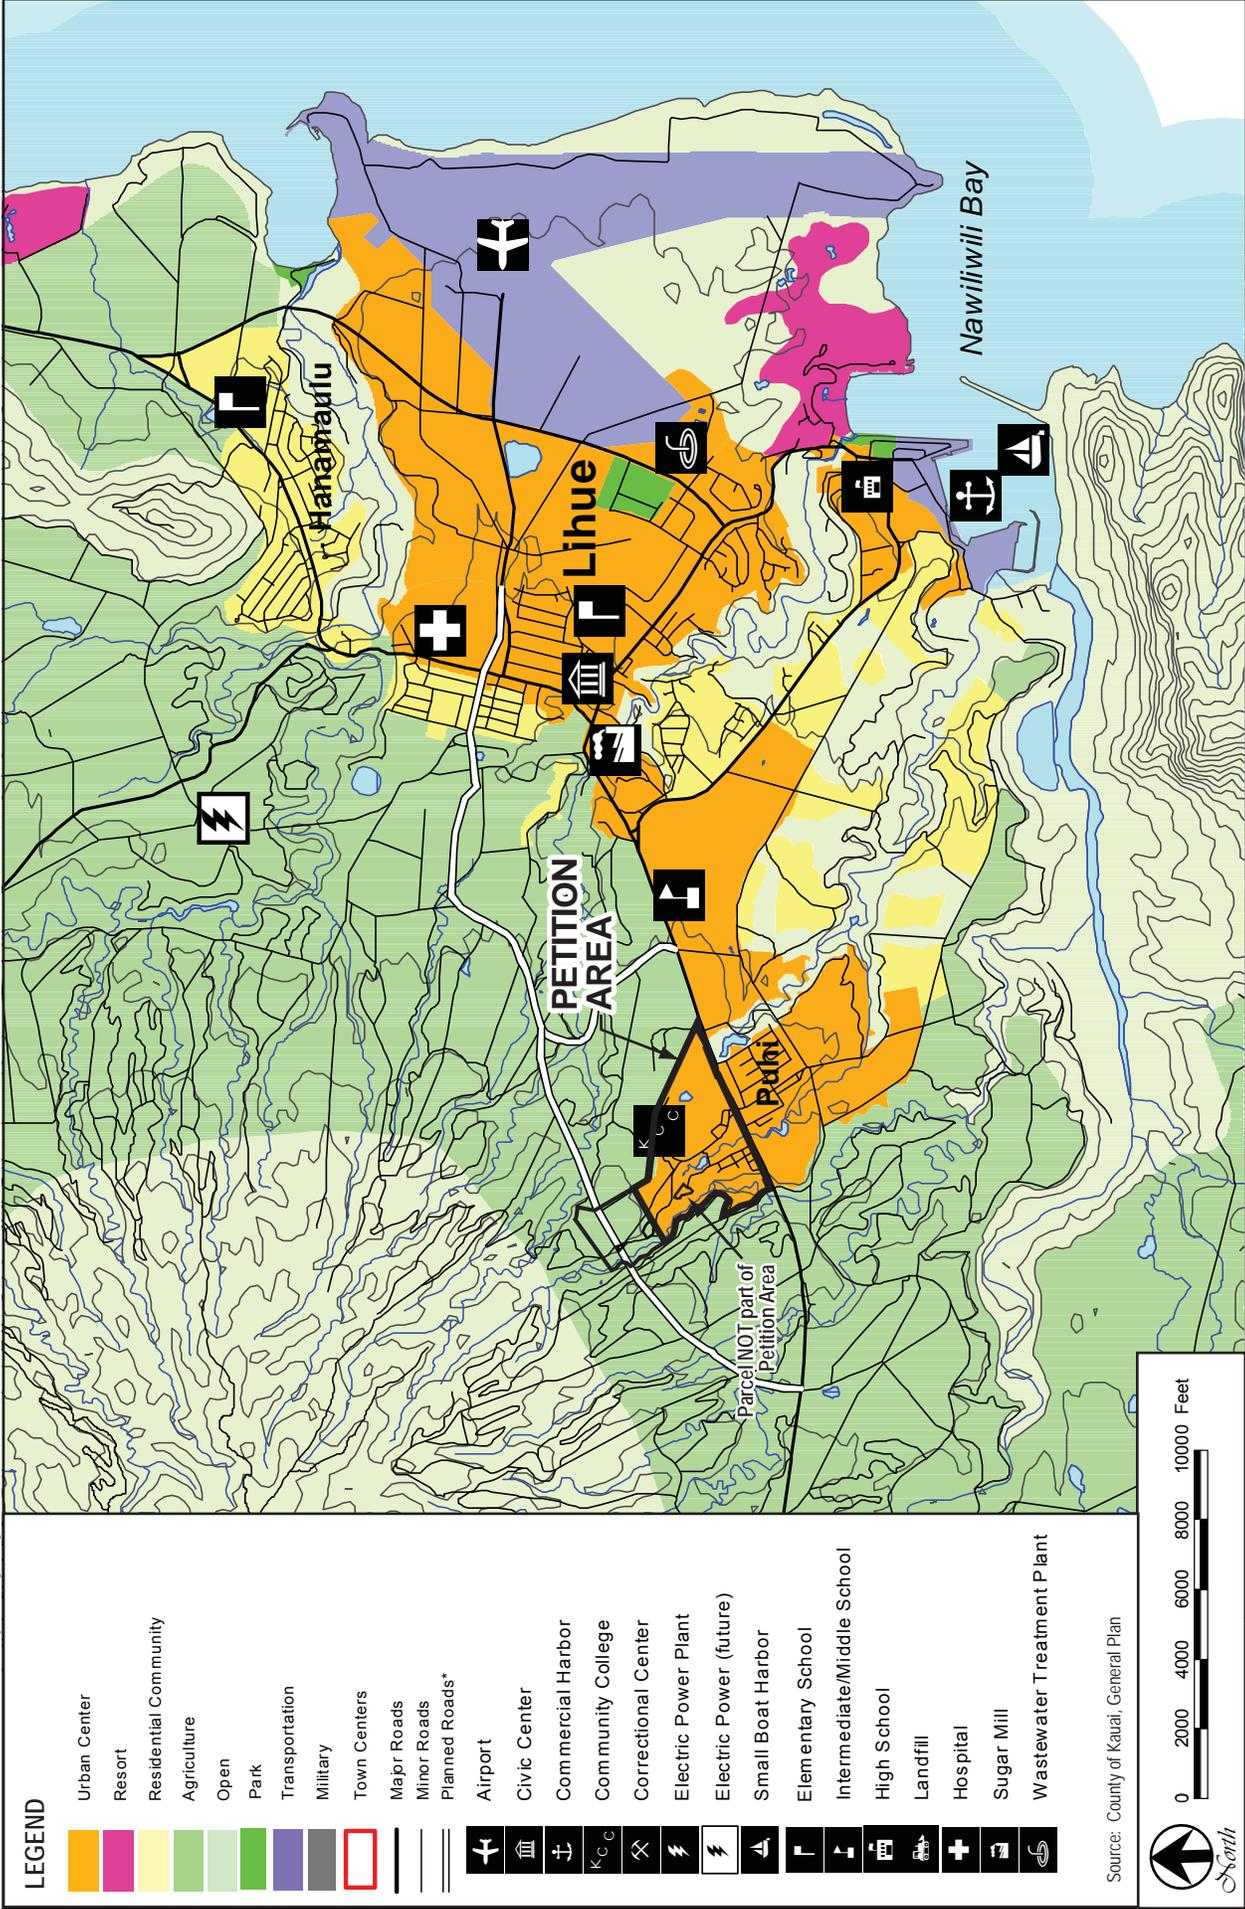 Hanamaulu
Lihue
Nawiliwili Bay
PETITION
AREA
K C C
Puhi
Parcel NOT part of
Petition Area
LEGEND
Urban Center
Resort
Residential Community
Agriculture
Open
Park
Transportation
Military
Town Centers
Major Roads
Minor Roads
Planned Roads*
Airport
Civic Center
Commercial Harbor
K C C
Community College
Correctional Center
Electric Power Plant
Electric Power (future)
Small Boat Harbor
Elementary School
Intermediate/Middle School
High School
Landfill
Hospital
Sugar Mill
Wastewater Treatment Plant
Source: County of Kauai, General Plan
North
0 2000 4000 6000 8000 10000 Feet